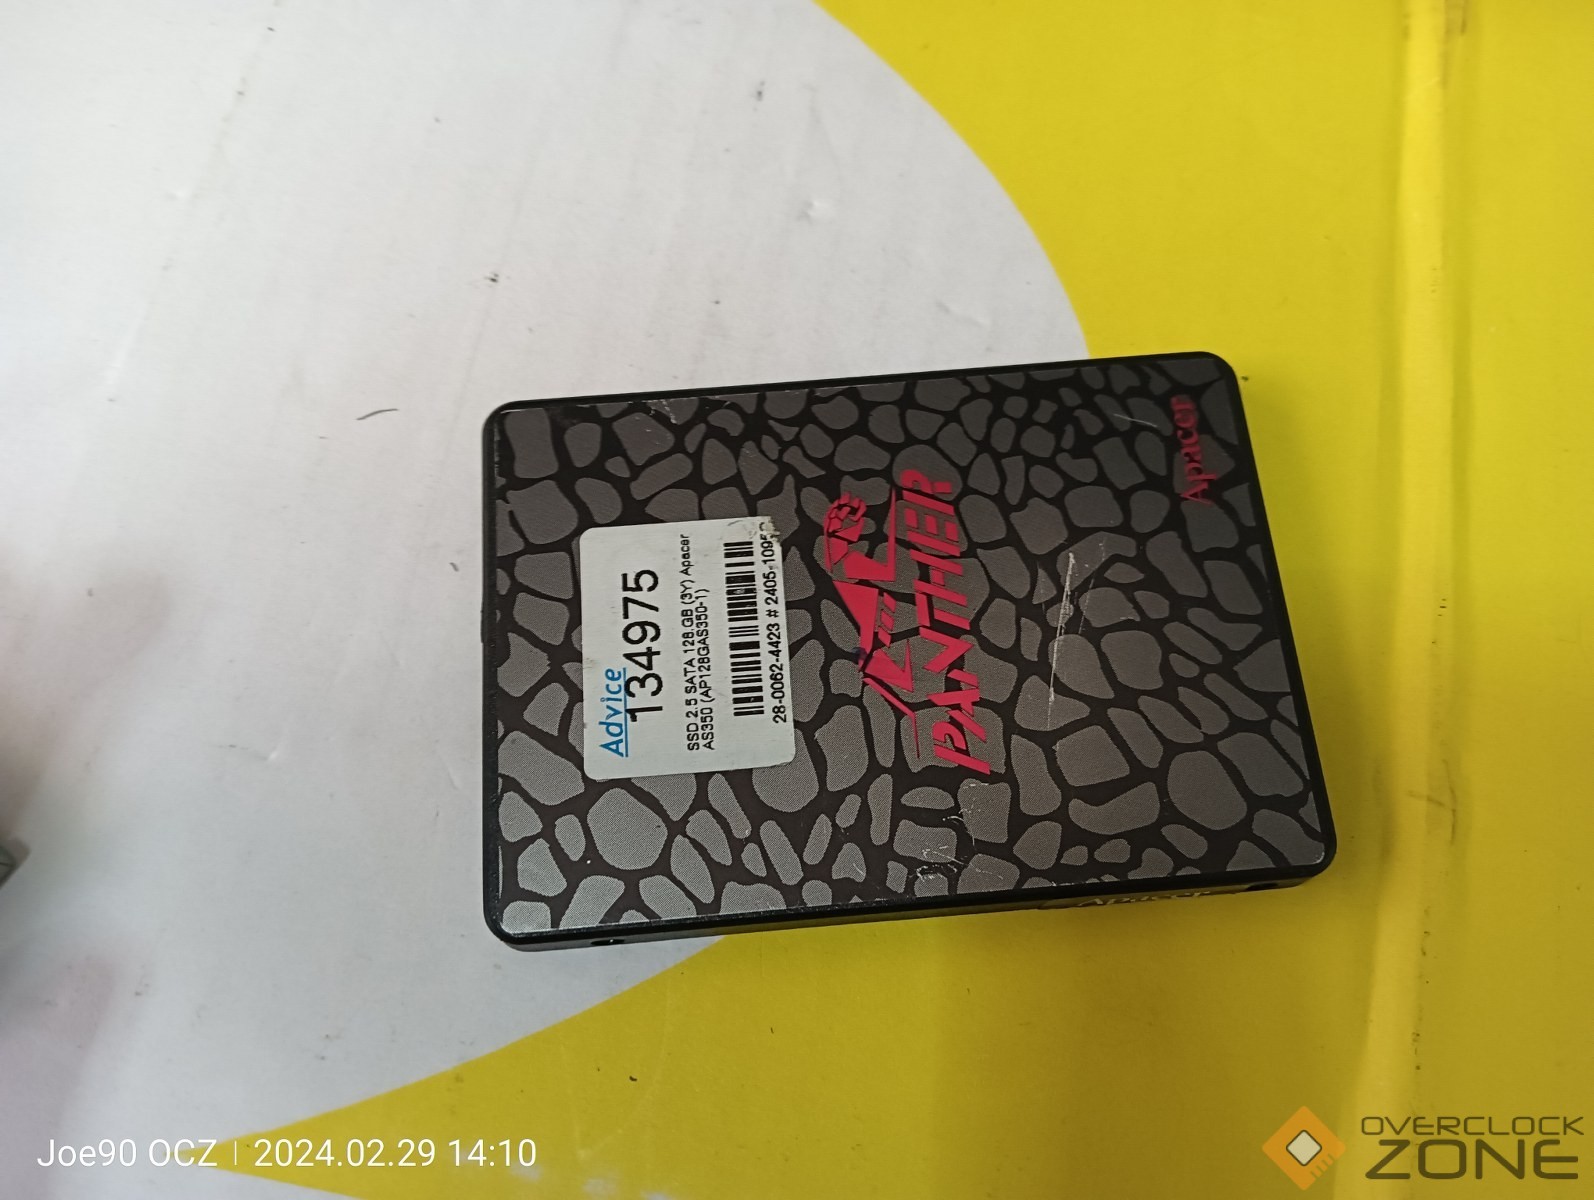 Advice
134975
SSD 2.5 SATA 128.GB (3Y) Apacer
AS350 (AP128GAS350-1)
28-0062-4423 # 2405-1095
PANTHER
Apacer
Apacer
Joe90 OCZ | 2024.02.29 14:10
OVERCLOCK
ZONE